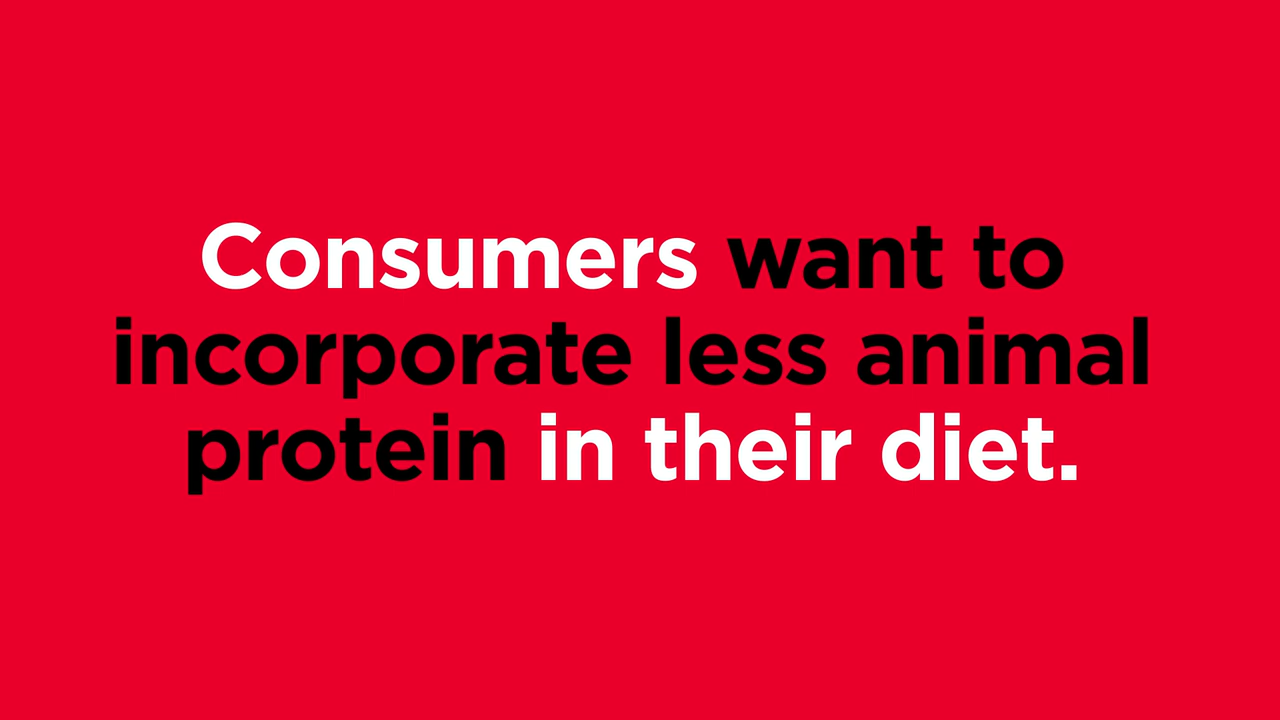 Consumers want to
incorporate less animal
protein in their diet.